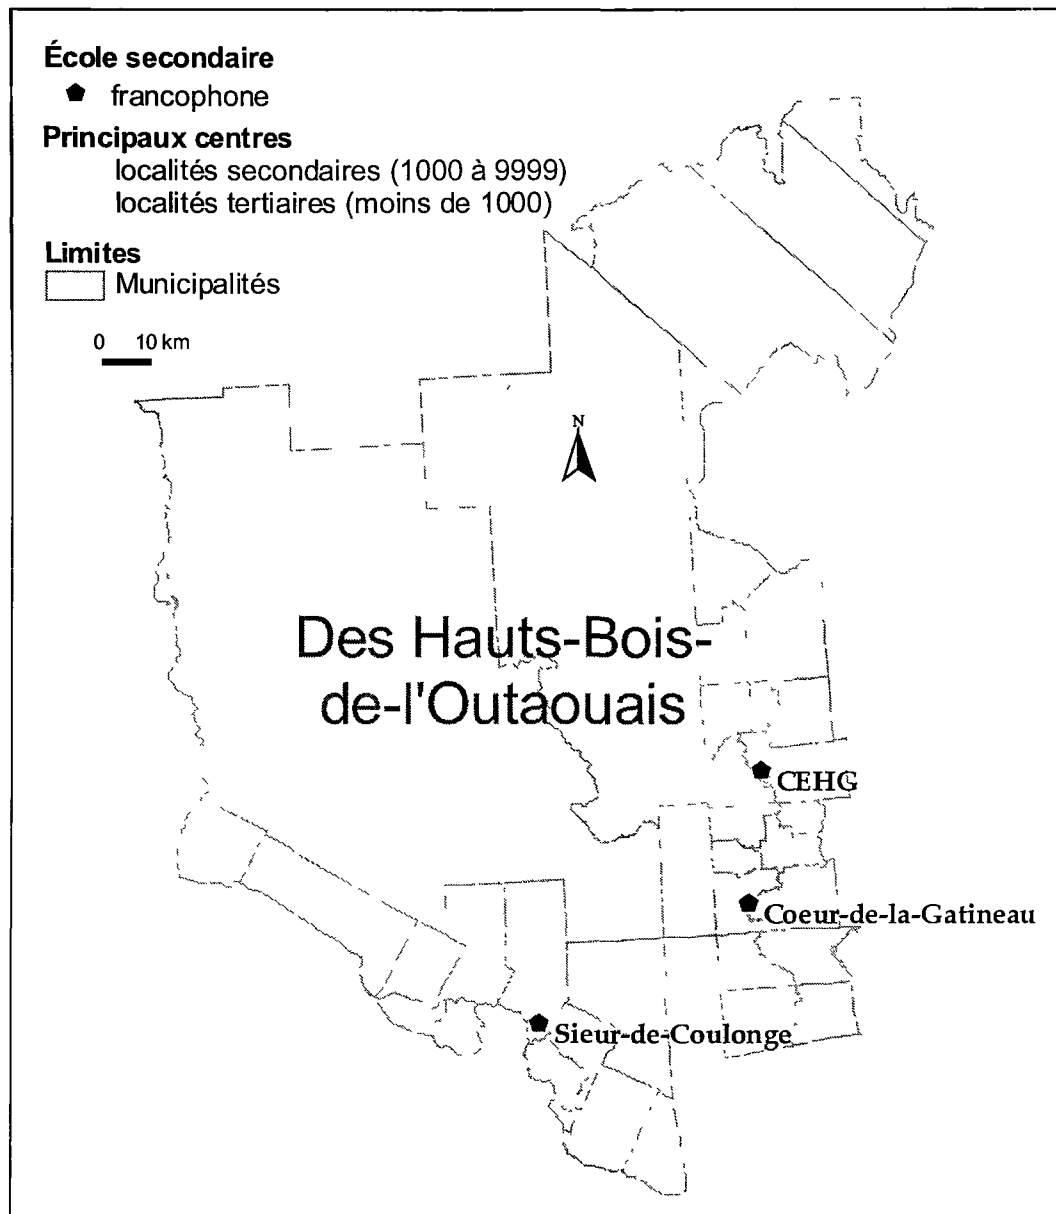 École secondaire
francophone
Principaux centres
localités secondaires (1000 à 9999)
localités tertiaires (moins de 1000)
Limites
Municipalités
0 10 km
N
Des Hauts-Bois-
de-l'Outaouais
CEHG
Coeur-de-la-Gatineau
Sieur-de-Coulonge